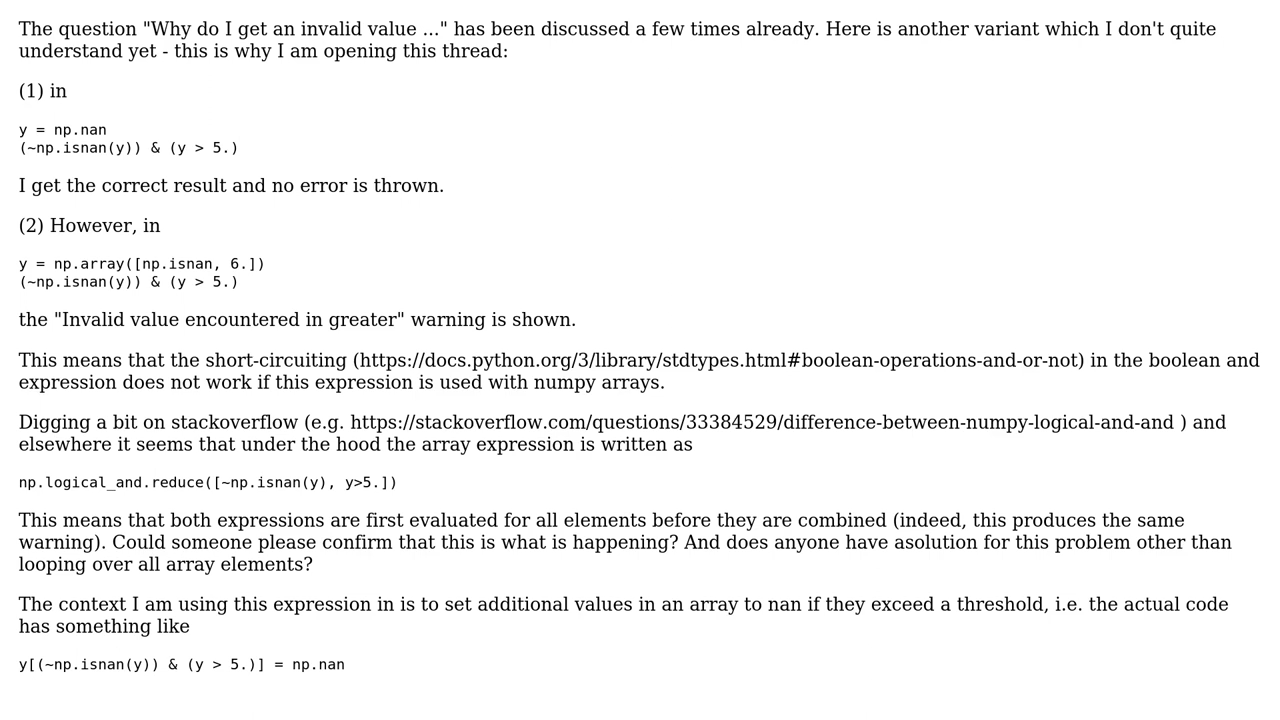 The question "Why do I get an invalid value ..." has been discussed a few times already. Here is another variant which I don't quite
understand yet - this is why I am opening this thread:
(1) in
y = np.nan
(~np.isnan(y)) & (y > 5.)
I get the correct result and no error is thrown.
(2) However, in
y = np.array([np.isnan, 6.])
(~np.isnan(y)) & (y > 5.)
the "Invalid value encountered in greater" warning is shown.
This means that the short-circuiting (https://docs.python.org/3/library/stdtypes.html#boolean-operations-and-or-not) in the boolean and
expression does not work if this expression is used with numpy arrays.
Digging a bit on stackoverflow (e.g. https://stackoverflow.com/questions/33384529/difference-between-numpy-logical-and-and ) and
elsewhere it seems that under the hood the array expression is written as
np.logical_and.reduce([~np.isnan(y), y>5.])
This means that both expressions are first evaluated for all elements before they are combined (indeed, this produces the same
warning). Could someone please confirm that this is what is happening? And does anyone have asolution for this problem other than
looping over all array elements?
The context I am using this expression in is to set additional values in an array to nan if they exceed a threshold, i.e. the actual code
has something like
y[(~np.isnan(y)) & (y > 5.)] = np.nan